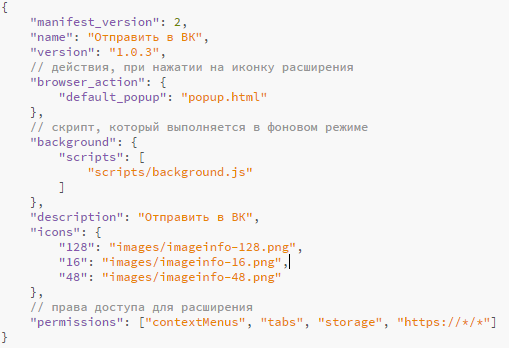 {
"manifest_version": 2,
"name": "Отправить в ВК",
"version": "1.0.3",
// действия, при нажатии на иконку расширения
"browser_action": {
"default_popup": "popup.html"
},
// скрипт, который выполняется в фоновом режиме
"background": {
"scripts": [
"scripts/background.js"
]
},
"description": "Отправить в ВК",
"icons": {
"128": "images/imageinfo-128.png",
"16": "images/imageinfo-16.png",
"48": "images/imageinfo-48.png"
},
// права доступа для расширения
"permissions": ["contextMenus", "tabs", "storage", "https://*/*"]
}